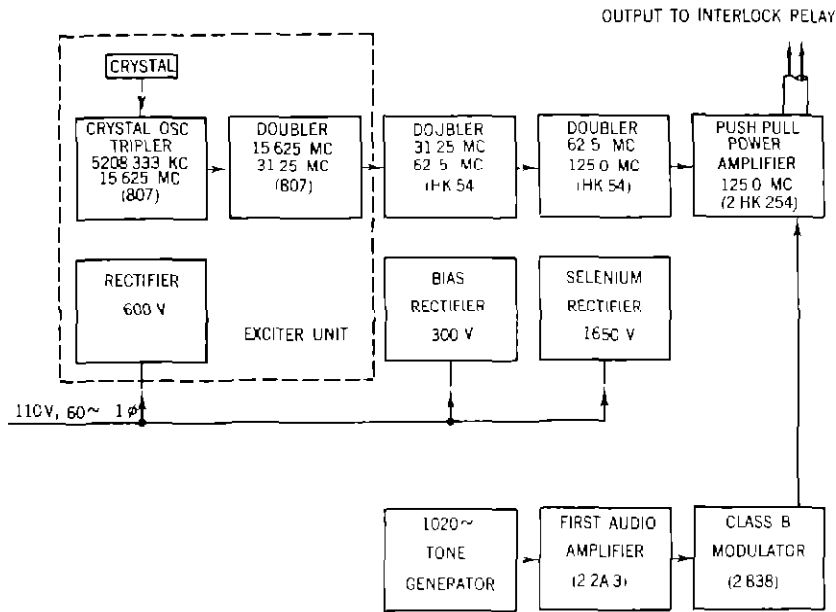 OUTPUT TO INTERLOCK RELAY
CRYSTAL
CRYSTAL OSC
TRIPLER
5208 333 KC
15 625 MC
(807)
DOUBLER
15 625 MC
31 25 MC
(807)
DOUBLER
31 25 MC
62 5 MC
(HK 54
DOUBLER
62 5 MC
125 0 MC
(HK 54)
PUSH PULL
POWER
AMPLIFIER
125 0 MC
(2 HK 254)
RECTIFIER
600 V
EXCITER UNIT
BIAS
RECTIFIER
300 V
SELENIUM
RECTIFIER
1650 V
110V, 60~ 1ø
1020~
TONE
GENERATOR
FIRST AUDIO
AMPLIFIER
(2 2A 3)
CLASS B
MODULATOR
(2 838)